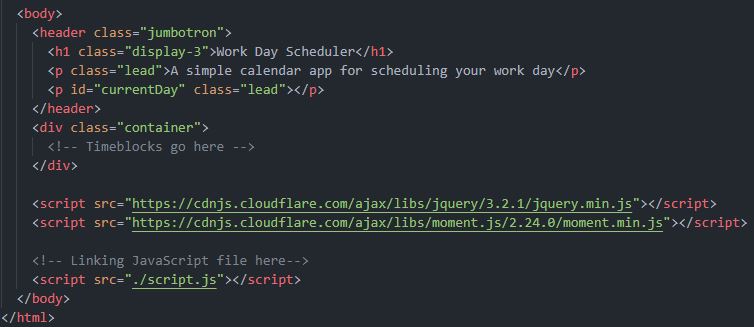 <body>
<header class="jumbotron">
<h1 class="display-3">Work Day Scheduler</h1>
<p class="lead">A simple calendar app for scheduling your work day</p>
<p id="currentDay" class="lead"></p>
</header>
<div class="container">
<!-- Timeblocks go here -->
</div>
<script src="https://cdnjs.cloudflare.com/ajax/libs/jquery/3.2.1/jquery.min.js"></script>
<script src="https://cdnjs.cloudflare.com/ajax/libs/moment.js/2.24.0/moment.min.js"></script>
<!-- Linking JavaScript file here-->
<script src="./script.js"></script>
</body>
</html>